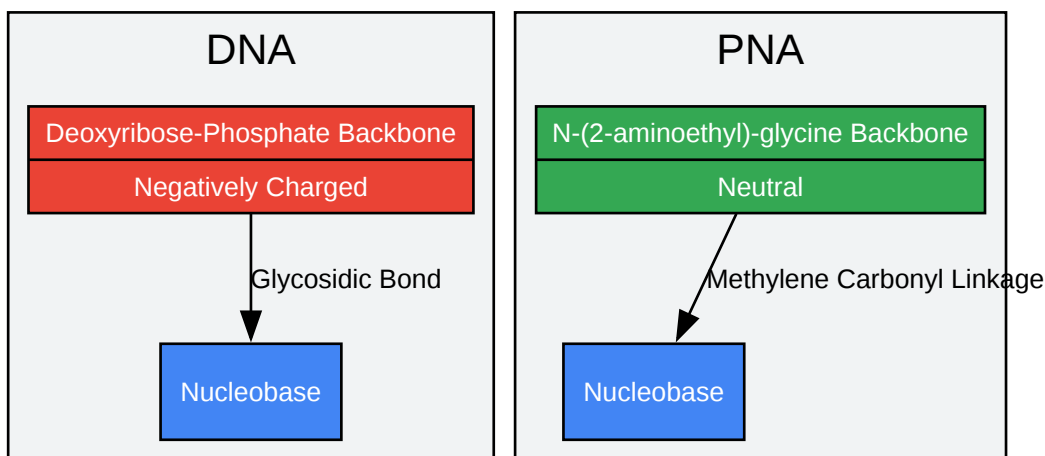 DNA
Deoxyribose-Phosphate Backbone
Negatively Charged
Glycosidic Bond
Nucleobase
PNA
N-(2-aminoethyl)-glycine Backbone
Neutral
Methylene Carbonyl Linkage
Nucleobase